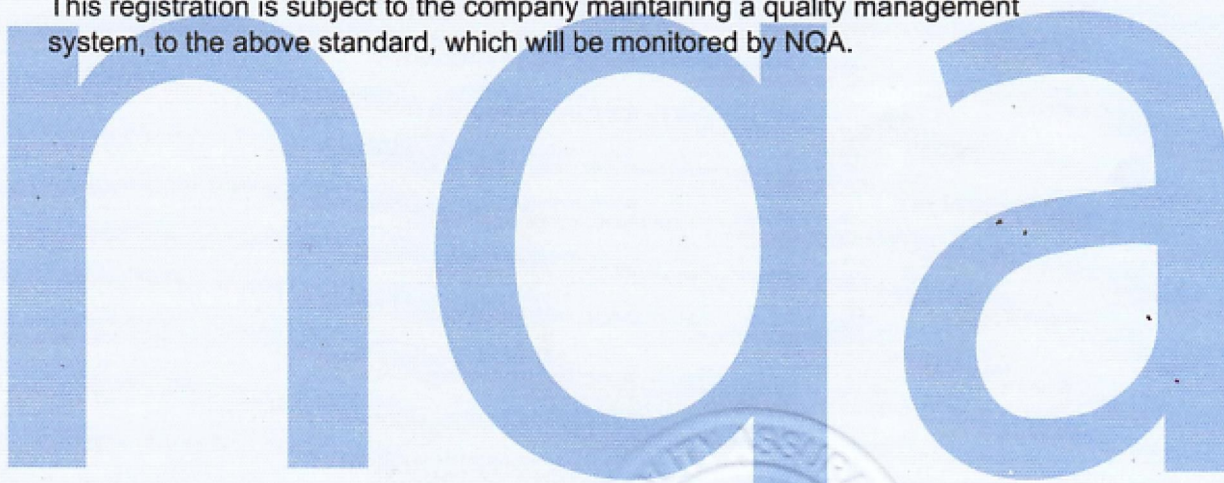 This registration is subject to the company maintaining a quality management
system, to the above standard, which will be monitored by NQA.
nqa